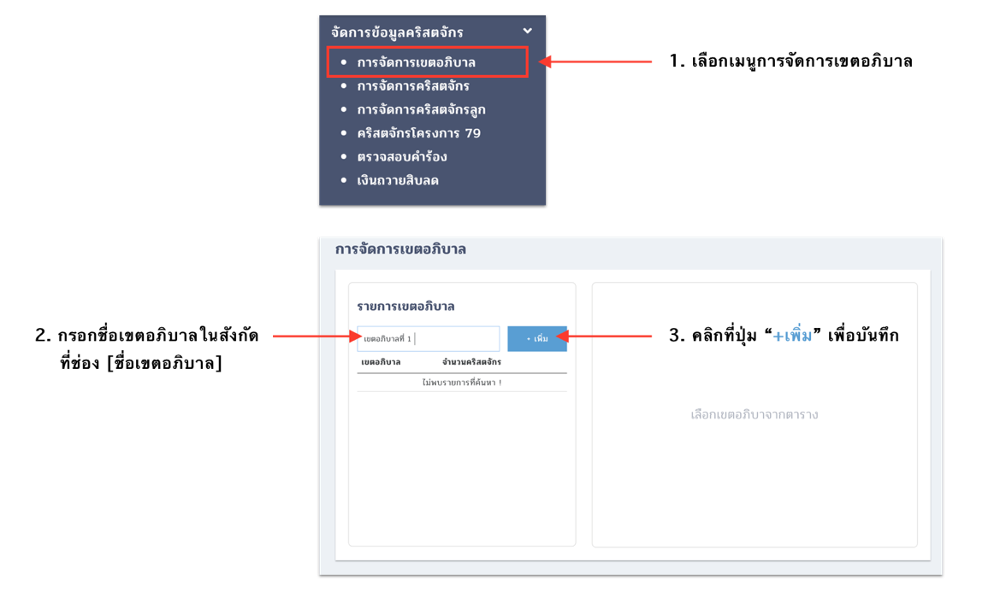 จัดการข้อมูลคริสตจักร
การจัดการเขตอภิบาล
1. เลือกเมนูการจัดการเขตอภิบาล
การจัดการคริสตจักร
การจัดการคริสตจักรลูก
คริสตจักรโครงการ 79
ตรวจสอบคำร้อง
เงินถวายสิบลด
การจัดการเขตอภิบาล
รายการเขตอภิบาล
2. กรอกชื่อเขตอภิบาลในสังกัด
ที่ช่อง [ชื่อเขตอภิบาล]
เขตอภิบาลที่ 1
+ เพิ่ม
3. คลิกที่ปุ่ม “+เพิ่ม” เพื่อบันทึก
เขตอภิบาล จำนวนคริสตจักร
ไม่พบรายการที่ค้นหา !
เลือกเขตอภิบาจากตาราง